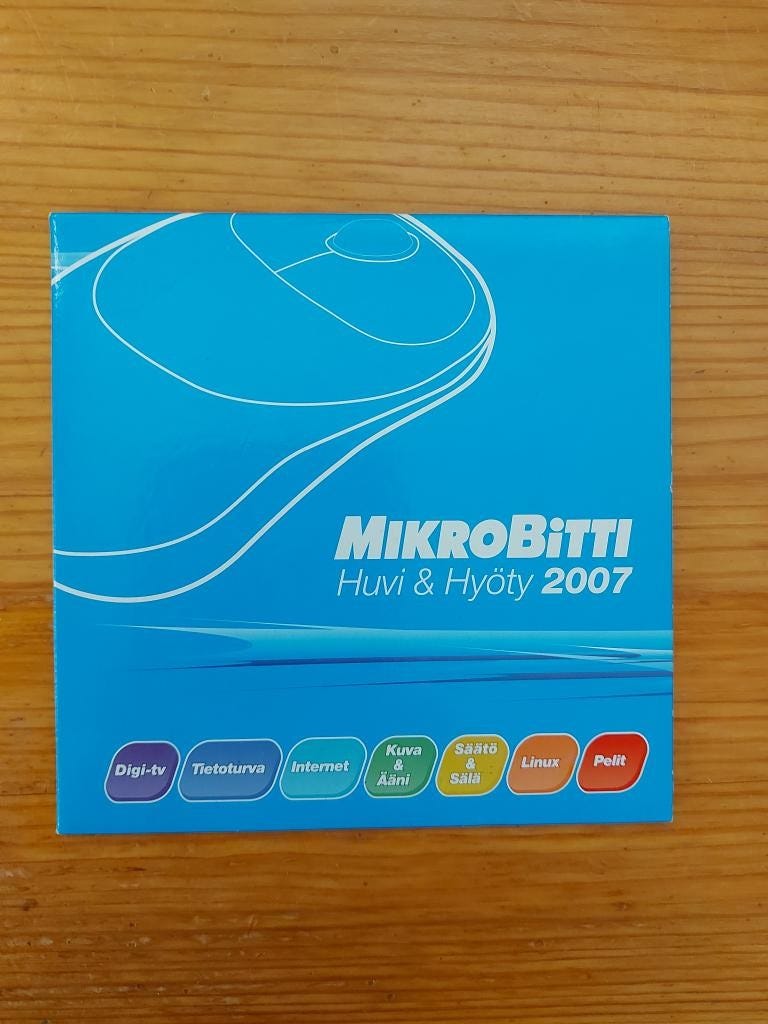 MIKROBITTI
Huvi & Hyöty 2007
Digi-tv
Tietoturva
Internet
Kuva
&
Ääni
Säätö
&
Sälä
Linux
Pelit